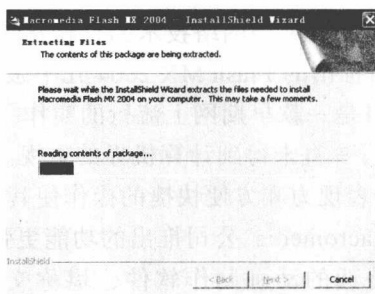 Macromedia Flash MX 2004 - InstallShield Wizard
Extracting Files
The contents of this package are being extracted.
Please wait while the InstallShield Wizard extracts the files needed to install
Macromedia Flash MX 2004 on your computer. This may take a few moments.
Reading contents of package...
InstallShield
< Back Next > Cancel